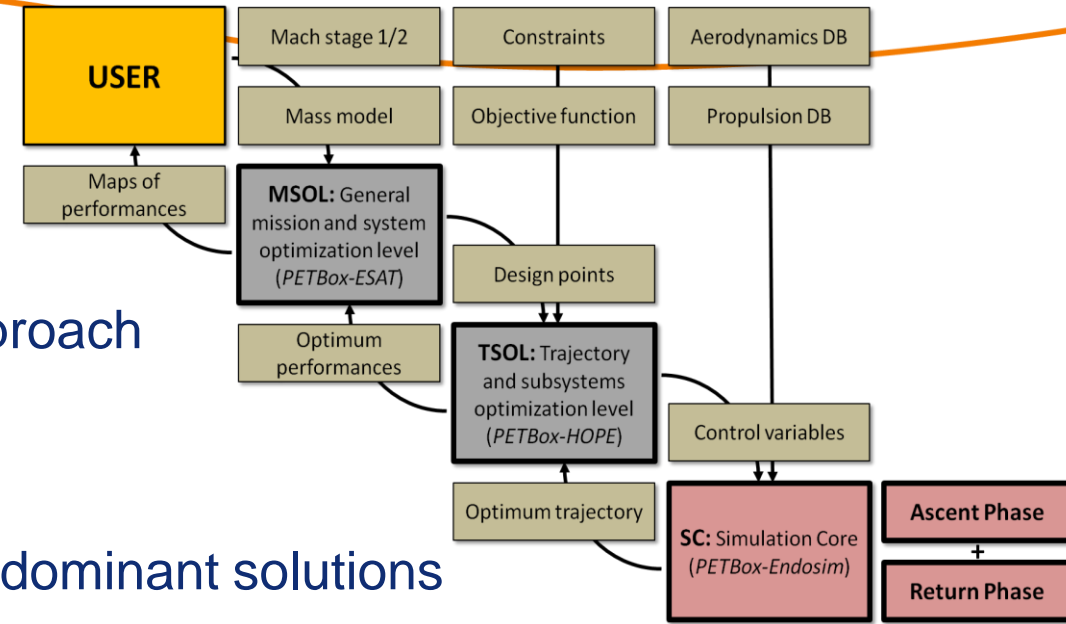 USER
Mach stage 1/2
Constraints
Aerodynamics DB
Mass model
Objective function
Propulsion DB
Maps of
performances
MSOL: General
mission and system
optimization level
(PETBox-ESAT)
Design points
Optimum
performances
TSOL: Trajectory
and subsystems
optimization level
(PETBox-HOPE)
Control variables
Optimum trajectory
SC: Simulation Core
(PETBox-Endosim)
Ascent Phase
+
Return Phase
dominant solutions